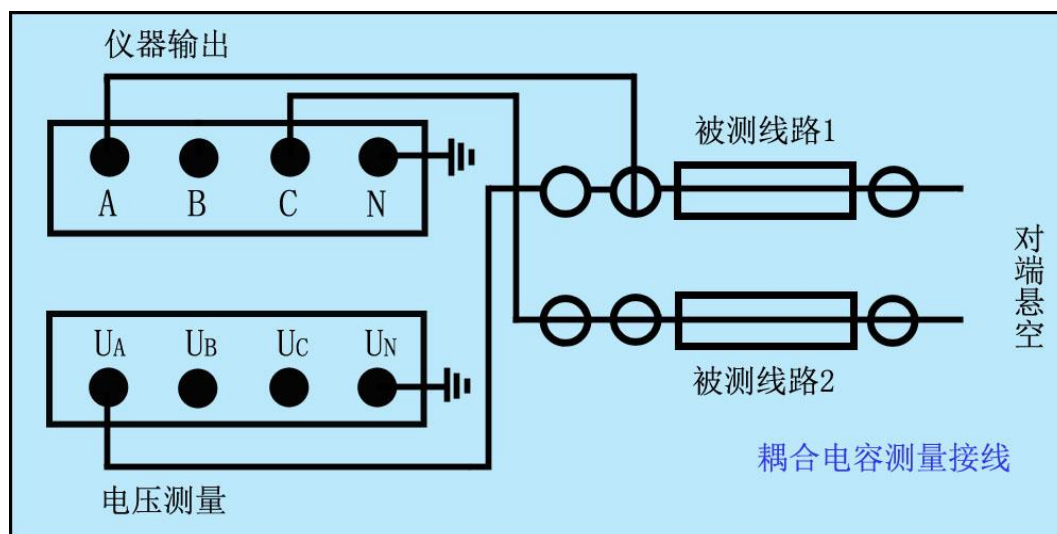 仪器输出
A B C N
被测线路1
对端悬空
UA UB UC UN
被测线路2
耦合电容测量接线
电压测量